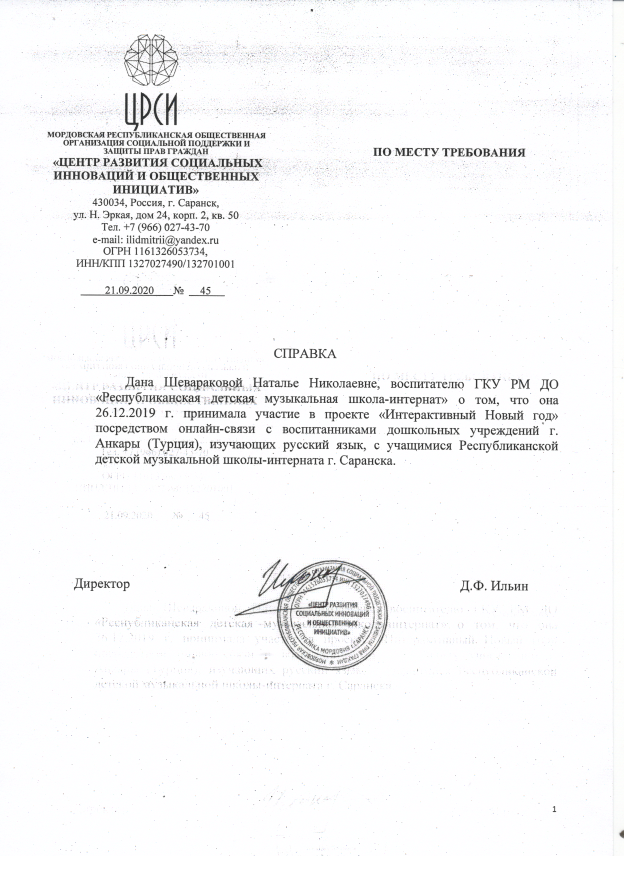 ЦРСИ
МОРДОВСКАЯ РЕСПУБЛИКАНСКАЯ ОБЩЕСТВЕННАЯ
ОРГАНИЗАЦИЯ СОЦИАЛЬНОЙ ПОДДЕРЖКИ И
ЗАЩИТЫ ПРАВ ГРАЖДАН
«ЦЕНТР РАЗВИТИЯ СОЦИАЛЬНЫХ
ИННОВАЦИЙ И ОБЩЕСТВЕННЫХ
ИНИЦИАТИВ»
430034, Россия, г. Саранск,
ул. Н. Эркая, дом 24, корп. 2, кв. 50
Тел. +7 (966) 027-43-70
e-mail: ilidmitrii@yandex.ru
ОГРН 1161326053734,
ИНН/КПП 1327027490/132701001
21.09.2020 № 45
ПО МЕСТУ ТРЕБОВАНИЯ
СПРАВКА
Дана Шевараковой Наталье Николаевне, воспитателю ГКУ РМ ДО
«Республиканская детская музыкальная школа-интернат» о том, что она
26.12.2019 г. принимала участие в проекте «Интерактивный Новый год»
посредством онлайн-связи с воспитанниками дошкольных учреждений г.
Анкары (Турция), изучающих русский язык, с учащимися Республиканской
детской музыкальной школы-интерната г. Саранска.
Директор
Д.Ф. Ильин
«ЦЕНТР РАЗВИТИЯ
СОЦИАЛЬНЫХ ИННОВАЦИЙ
И ОБЩЕСТВЕННЫХ
ИНИЦИАТИВ»
РЕСПУБЛИКА МОРДОВИЯ г.САРАНСК
1